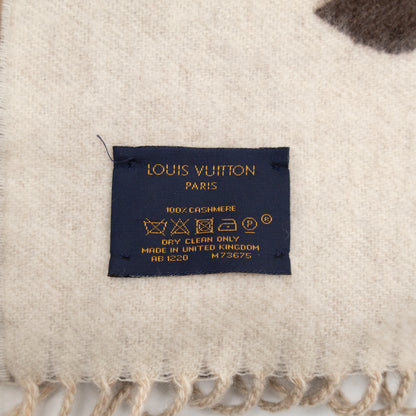 LOUIS VUITTON
PARIS
100% CASHMERE
P ®
DRY CLEAN ONLY
MADE IN UNITED KINGDOM
AB 1220 M73675